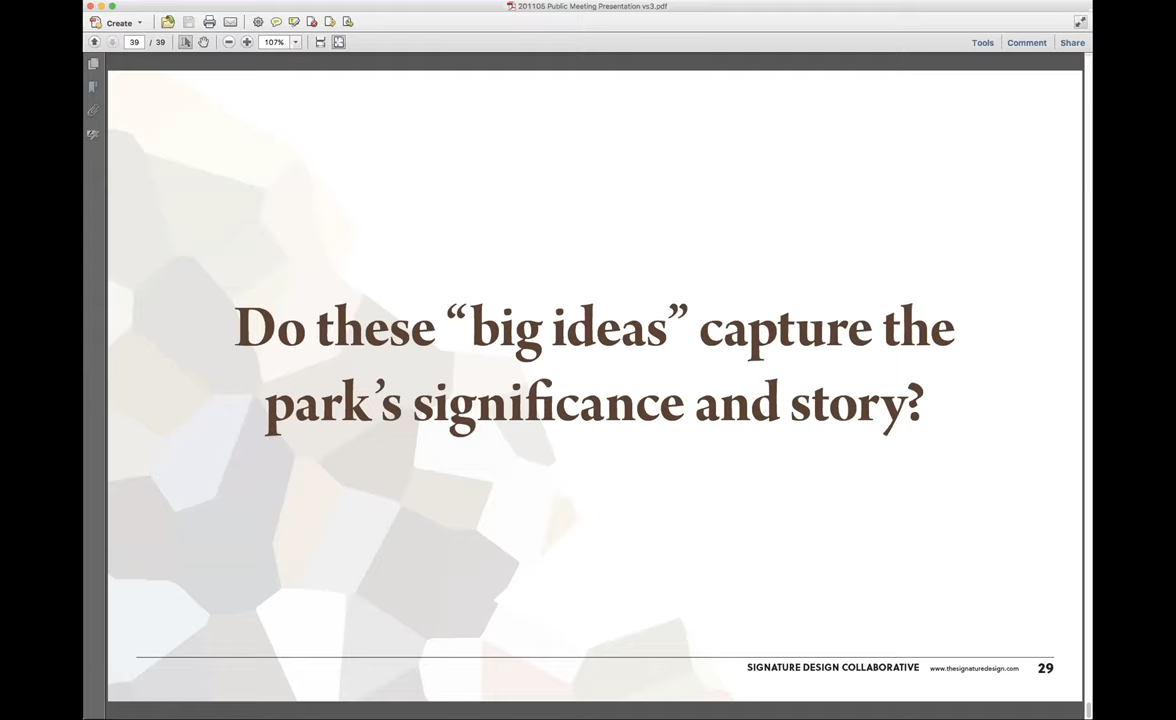 201105 Public Meeting Presentation vs3.pdf
Create
39 / 39 107% Tools Comment Share
Do these “big ideas” capture the
park’s significance and story?
SIGNATURE DESIGN COLLABORATIVE www.thesignaturedesign.com 29